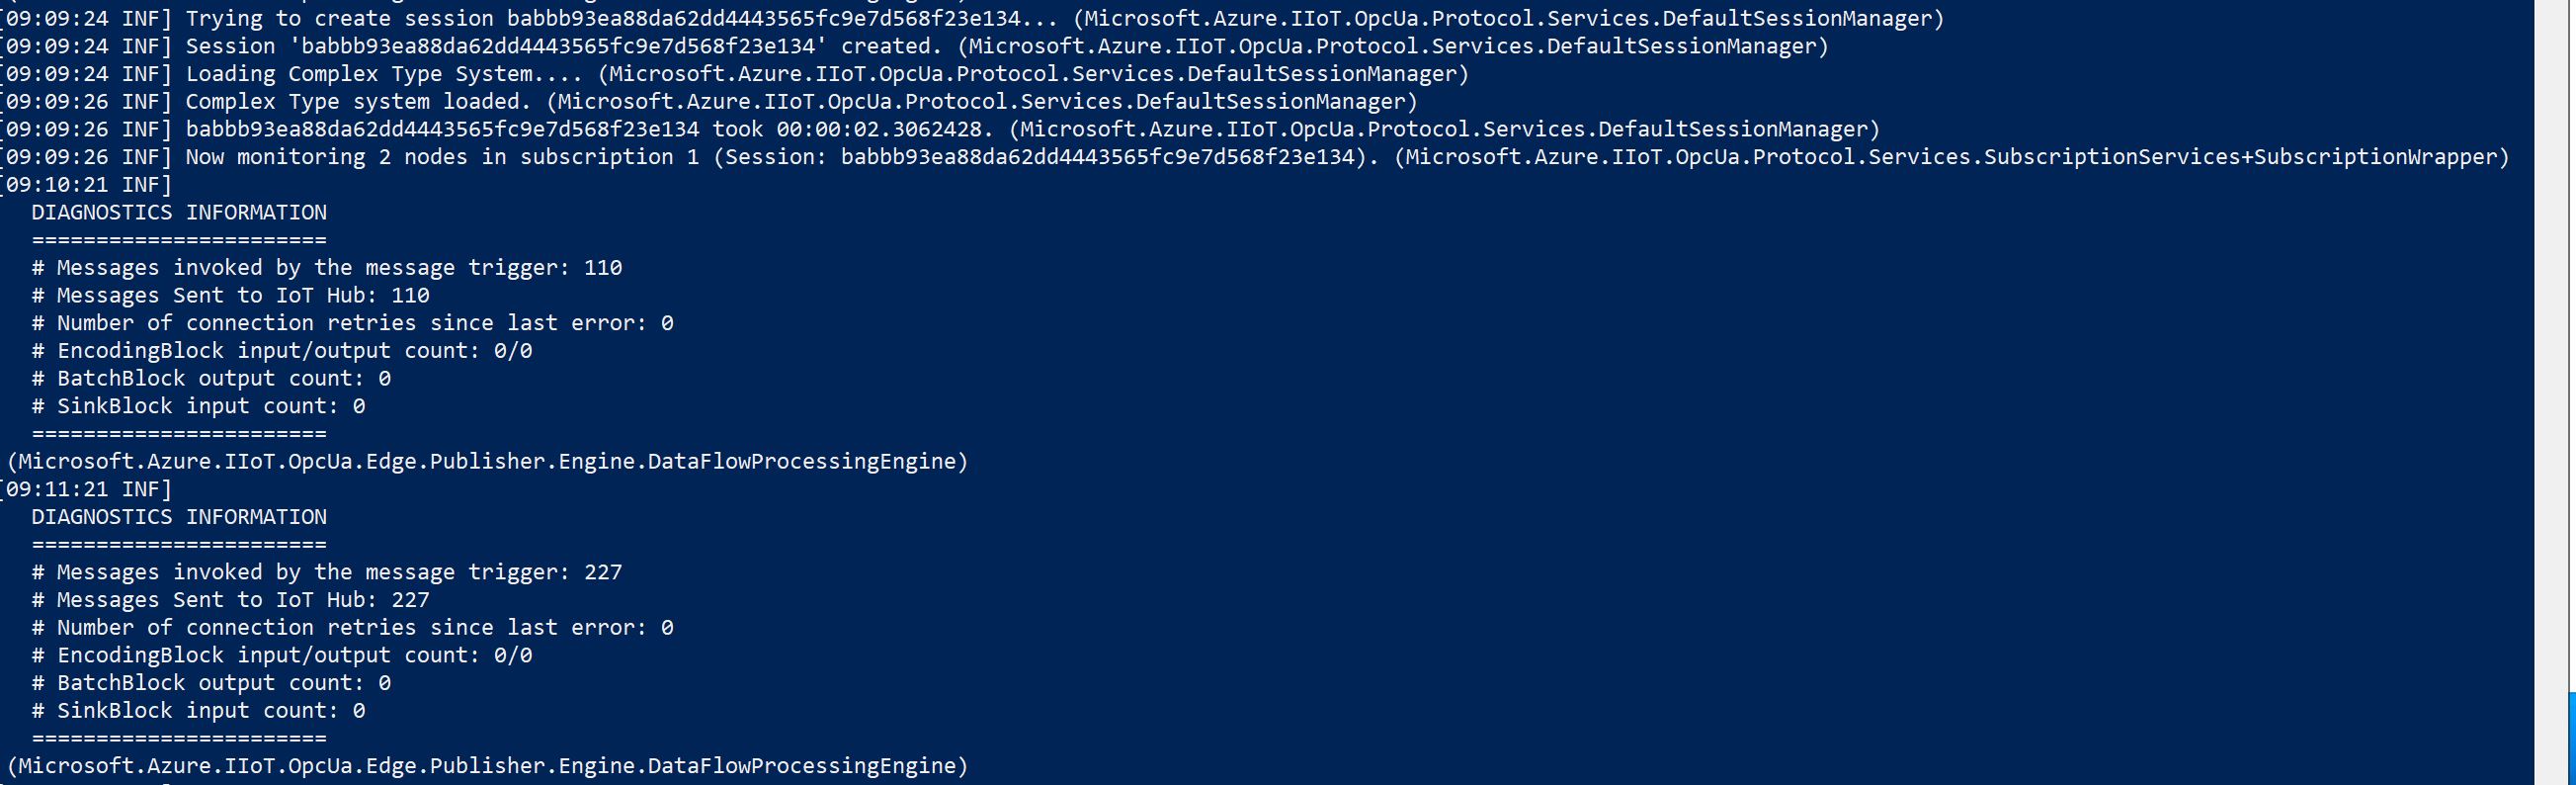 [09:09:24 INF] Trying to create session babbb93ea88da62dd4443565fc9e7d568f23e134... (Microsoft.Azure.IIoT.OpcUa.Protocol.Services.DefaultSessionManager)
[09:09:24 INF] Session 'babbb93ea88da62dd4443565fc9e7d568f23e134' created. (Microsoft.Azure.IIoT.OpcUa.Protocol.Services.DefaultSessionManager)
[09:09:24 INF] Loading Complex Type System.... (Microsoft.Azure.IIoT.OpcUa.Protocol.Services.DefaultSessionManager)
[09:09:26 INF] Complex Type system loaded. (Microsoft.Azure.IIoT.OpcUa.Protocol.Services.DefaultSessionManager)
[09:09:26 INF] babbb93ea88da62dd4443565fc9e7d568f23e134 took 00:00:02.3062428. (Microsoft.Azure.IIoT.OpcUa.Protocol.Services.DefaultSessionManager)
[09:09:26 INF] Now monitoring 2 nodes in subscription 1 (Session: babbb93ea88da62dd4443565fc9e7d568f23e134). (Microsoft.Azure.IIoT.OpcUa.Protocol.Services.SubscriptionServices+SubscriptionWrapper)
[09:10:21 INF]
DIAGNOSTICS INFORMATION
=======================
# Messages invoked by the message trigger: 110
# Messages Sent to IoT Hub: 110
# Number of connection retries since last error: 0
# EncodingBlock input/output count: 0/0
# BatchBlock output count: 0
# SinkBlock input count: 0
=======================
(Microsoft.Azure.IIoT.OpcUa.Edge.Publisher.Engine.DataFlowProcessingEngine)
[09:11:21 INF]
DIAGNOSTICS INFORMATION
=======================
# Messages invoked by the message trigger: 227
# Messages Sent to IoT Hub: 227
# Number of connection retries since last error: 0
# EncodingBlock input/output count: 0/0
# BatchBlock output count: 0
# SinkBlock input count: 0
=======================
(Microsoft.Azure.IIoT.OpcUa.Edge.Publisher.Engine.DataFlowProcessingEngine)